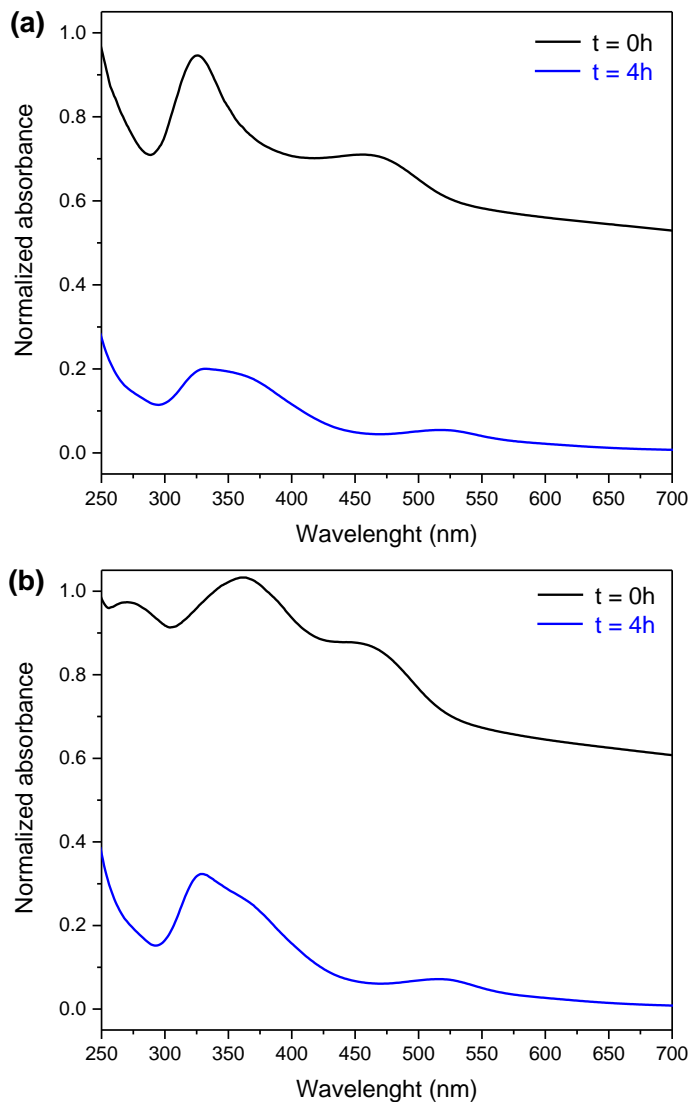 (a)
1.0
0.8
0.6
0.4
0.2
0.0
Normalized absorbance
t = 0h
t = 4h
250 300 350 400 450 500 550 600 650 700
Wavelenght (nm)
(b)
1.0
0.8
0.6
0.4
0.2
0.0
Normalized absorbance
t = 0h
t = 4h
250 300 350 400 450 500 550 600 650 700
Wavelenght (nm)